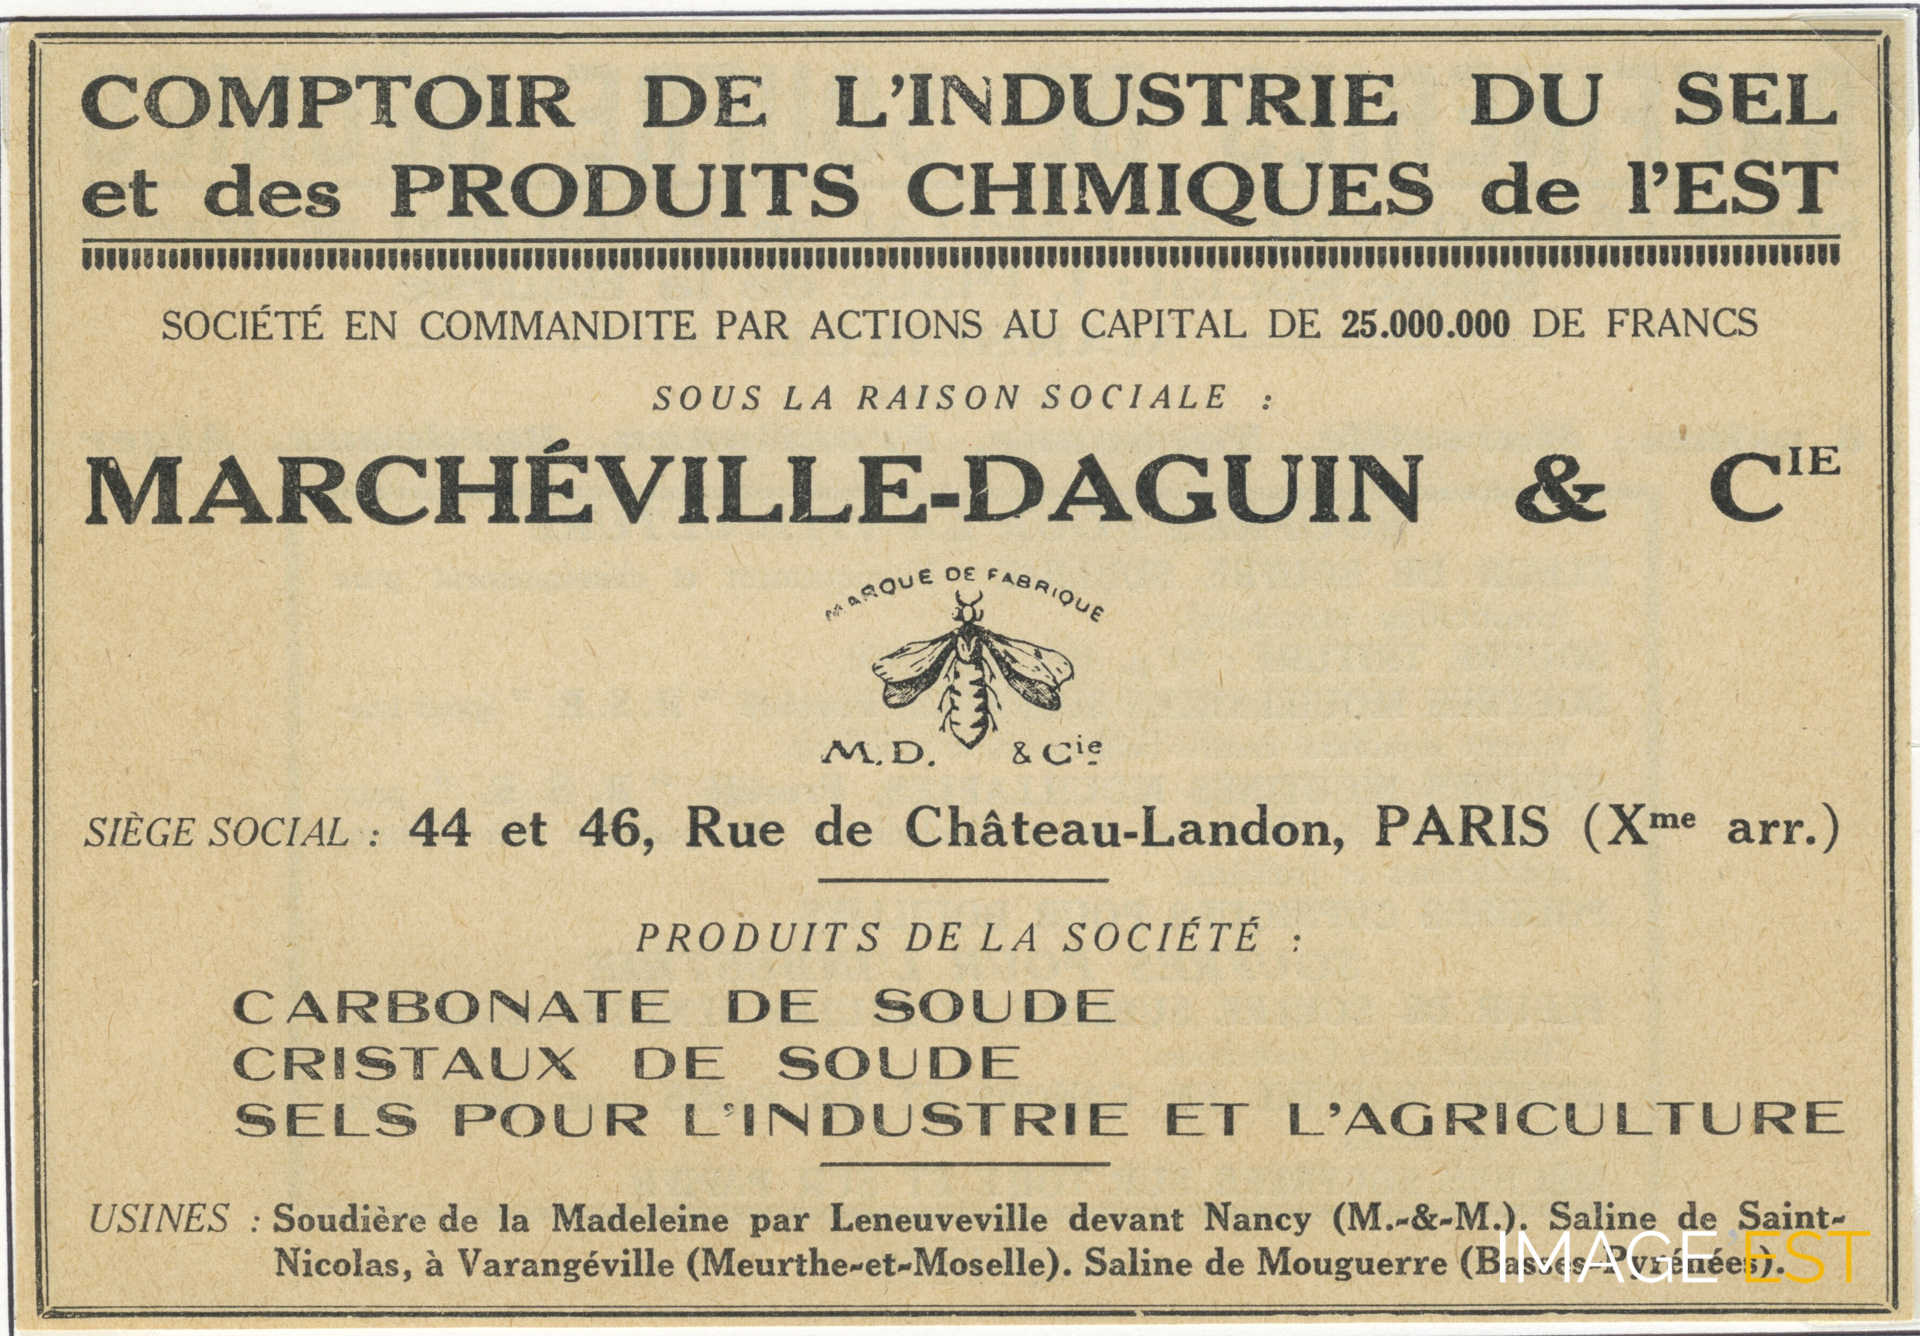 COMPTOIR DE L'INDUSTRIE DU SEL
et des PRODUITS CHIMIQUES de l'EST
SOCIÉTÉ EN COMMANDITE PAR ACTIONS AU CAPITAL DE 25.000.000 DE FRANCS
SOUS LA RAISON SOCIALE :
MARCHÉVILLE-DAGUIN & CIE
MARQUE DE FABRIQUE
M.D. & Cie
SIÈGE SOCIAL : 44 et 46, Rue de Château-Landon, PARIS (Xme arr.)
PRODUITS DE LA SOCIÉTÉ :
CARBONATE DE SOUDE
CRISTAUX DE SOUDE
SELS POUR L'INDUSTRIE ET L'AGRICULTURE
USINES : Soudière de la Madeleine par Leneuveville devant Nancy (M.-&-M.). Saline de Saint-
Nicolas, à Varangéville (Meurthe-et-Moselle). Saline de Mouguerre (Basses-Pyrénées).
IMAGE'EST